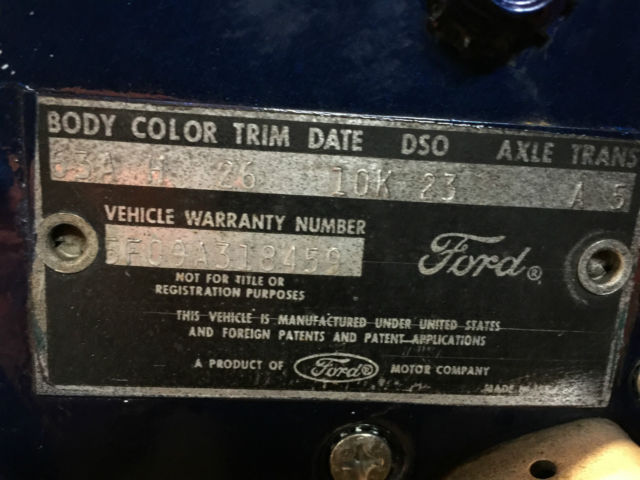 BODY COLOR TRIM DATE DSO AXLE TRANS
63A H 26 10K 23 A 5
VEHICLE WARRANTY NUMBER
5F09A318459
Ford®
NOT FOR TITLE OR
REGISTRATION PURPOSES
THIS VEHICLE IS MANUFACTURED UNDER UNITED STATES
AND FOREIGN PATENTS AND PATENT APPLICATIONS
A PRODUCT OF Ford® MOTOR COMPANY
MADE IN